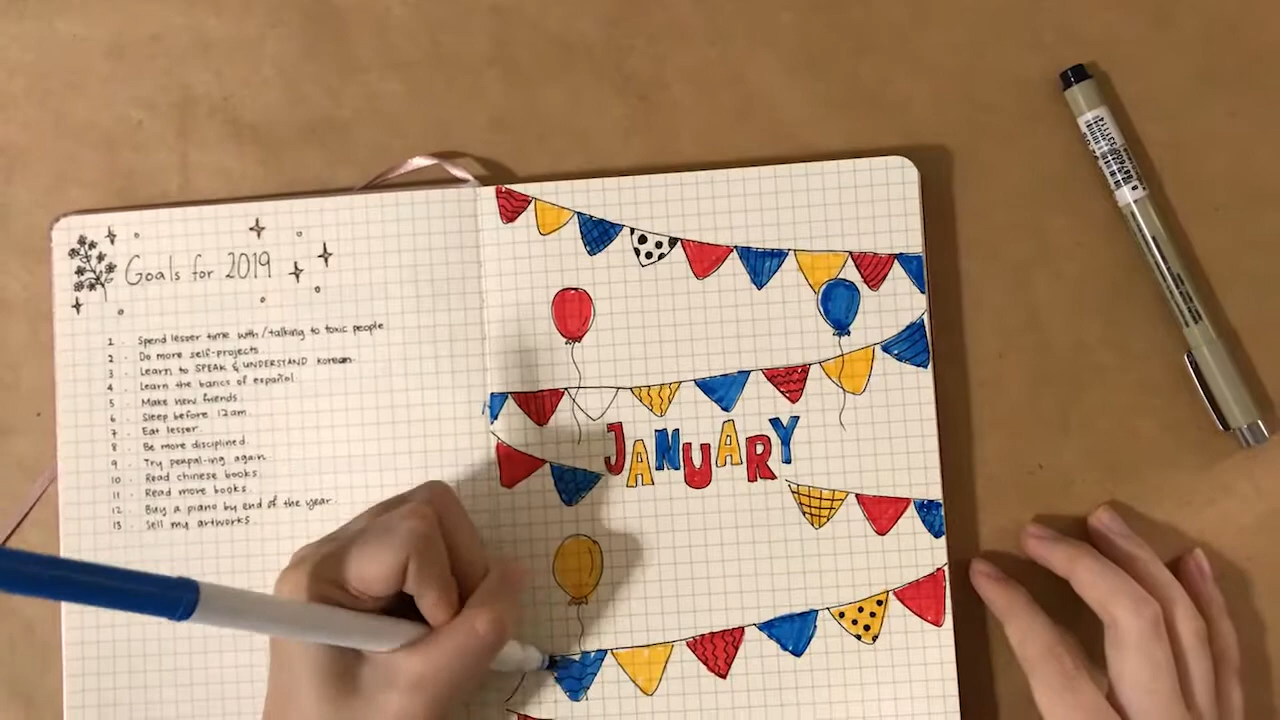 Goals for 2019
1 . Spend lesser time with/talking to toxic people
2 . Do more self-projects
3 . Learn to SPEAK & UNDERSTAND korean.
4 . Learn the basics of español
5 . Make new friends.
6 . Sleep before 12am.
7 . Eat lesser.
8 . Be more disciplined.
9 . Try penpal-ing again.
10 . Read chinese books
11 . Read more books.
12 . Buy a piano by end of the year.
13 . Sell my artworks
JANUARY